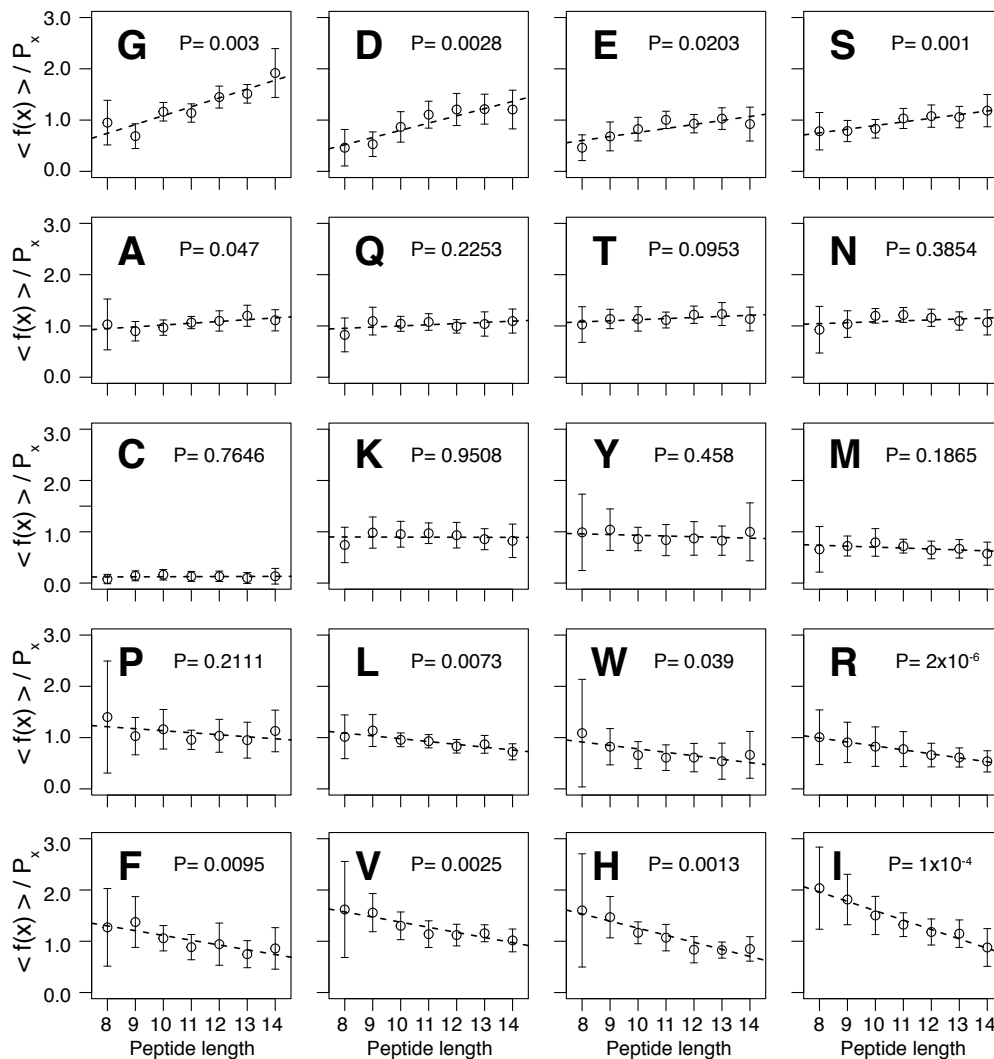 3.0
2.0
1.0
0.0
< f(x) > / Pₓ
G P= 0.003
D P= 0.0028
E P= 0.0203
S P= 0.001
3.0
2.0
1.0
0.0
< f(x) > / Pₓ
A P= 0.047
Q P= 0.2253
T P= 0.0953
N P= 0.3854
3.0
2.0
1.0
0.0
< f(x) > / Pₓ
C P= 0.7646
K P= 0.9508
Y P= 0.458
M P= 0.1865
3.0
2.0
1.0
0.0
< f(x) > / Pₓ
P P= 0.2111
L P= 0.0073
W P= 0.039
R P= 2x10⁻⁶
3.0
2.0
1.0
0.0
< f(x) > / Pₓ
F P= 0.0095
V P= 0.0025
H P= 0.0013
I P= 1x10⁻⁴
8 9 10 11 12 13 14
8 9 10 11 12 13 14
8 9 10 11 12 13 14
8 9 10 11 12 13 14
Peptide length
Peptide length
Peptide length
Peptide length